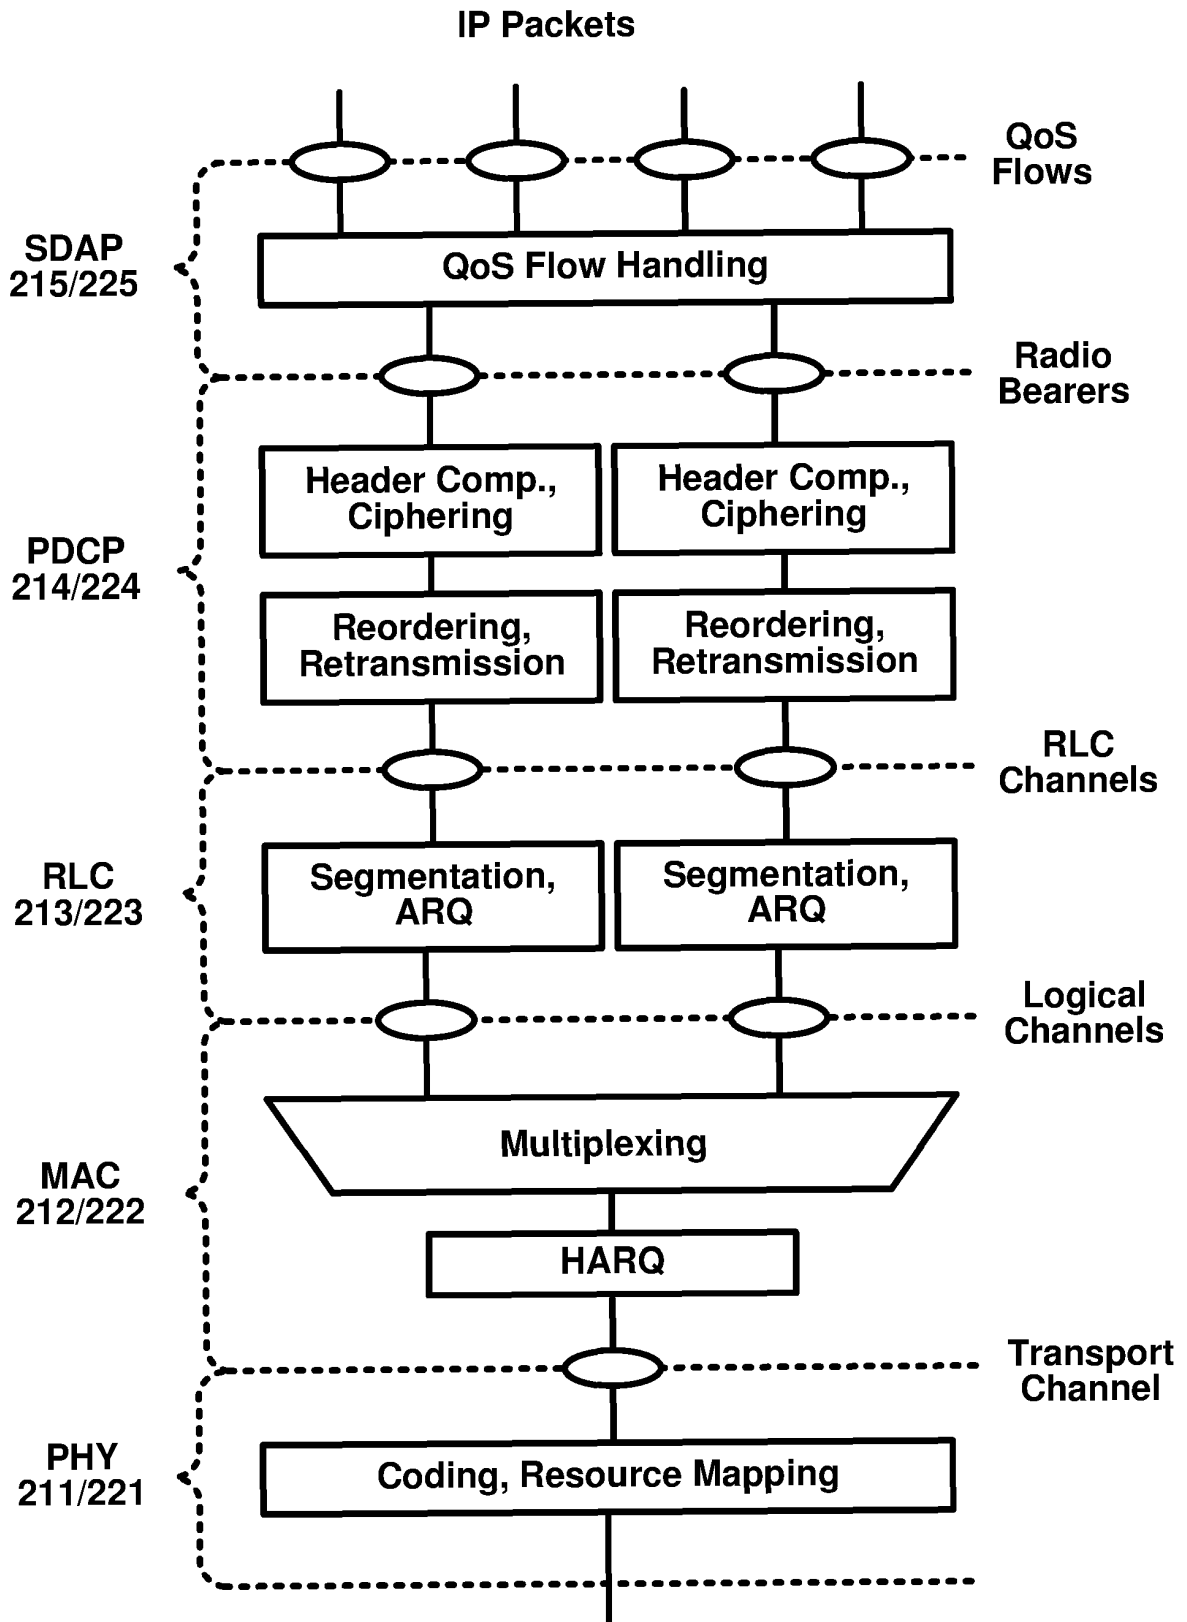 IP Packets
QoS
Flows
SDAP
215/225
QoS Flow Handling
Radio
Bearers
Header Comp.,
Ciphering
Header Comp.,
Ciphering
PDCP
214/224
Reordering,
Retransmission
Reordering,
Retransmission
RLC
Channels
RLC
213/223
Segmentation,
ARQ
Segmentation,
ARQ
Logical
Channels
MAC
212/222
Multiplexing
HARQ
Transport
Channel
PHY
211/221
Coding, Resource Mapping